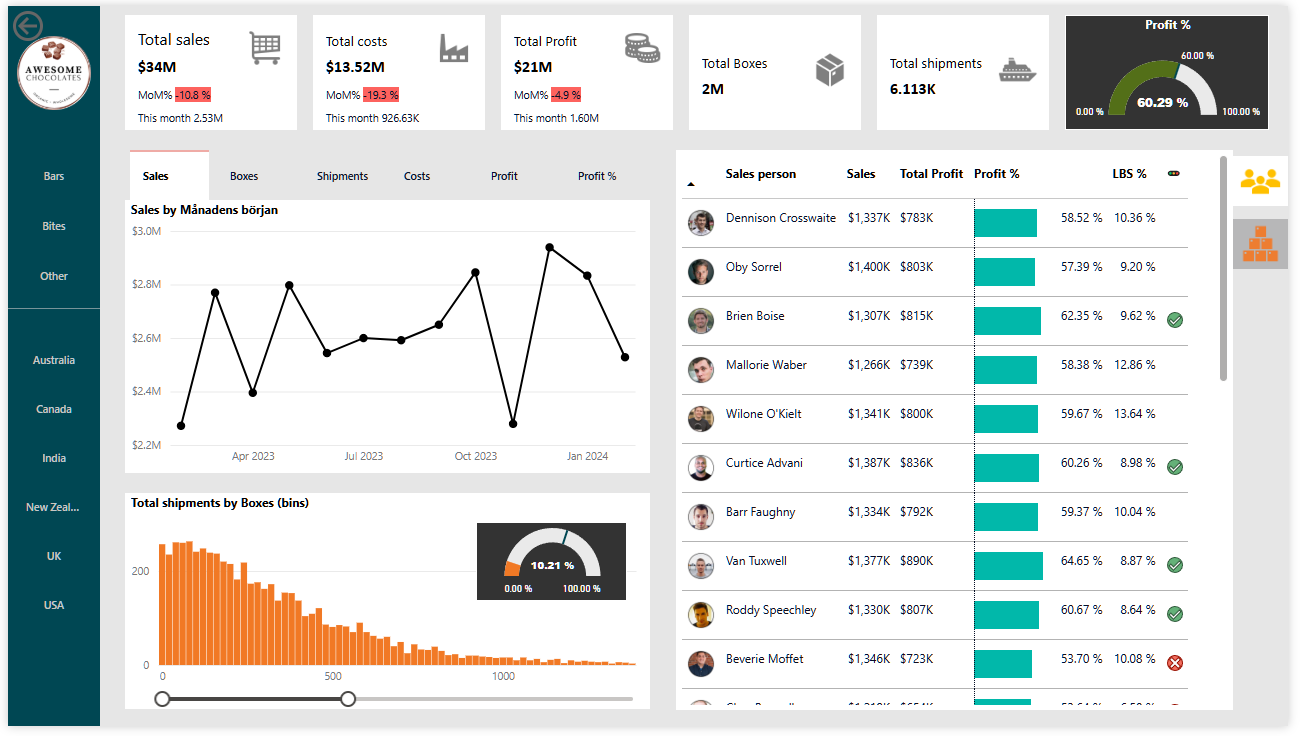 AWESOME
CHOCOLATES
Bars
Bites
Other
Australia
Canada
India
New Zeal...
UK
USA
Total sales
$34M
MoM% -10.8 %
This month 2.53M
Total costs
$13.52M
MoM% -19.3 %
This month 926.63K
Total Profit
$21M
MoM% -4.9 %
This month 1.60M
Total Boxes
2M
Total shipments
6.113K
Profit %
60.00 %
60.29 %
0.00 %
100.00 %
Sales Boxes Shipments Costs Profit Profit %
Sales by Månadens början
$3.0M
$2.8M
$2.6M
$2.4M
$2.2M
Apr 2023 Jul 2023 Oct 2023 Jan 2024
Total shipments by Boxes (bins)
200
0
0 500 1000
10.21 %
0.00 % 100.00 %
Sales person Sales Total Profit Profit % LBS %
Dennison Crosswaite $1,337K $783K 58.52 % 10.36 %
Oby Sorrel $1,400K $803K 57.39 % 9.20 %
Brien Boise $1,307K $815K 62.35 % 9.62 %
Mallorie Waber $1,266K $739K 58.38 % 12.86 %
Wilone O'Kielt $1,341K $800K 59.67 % 13.64 %
Curtice Advani $1,387K $836K 60.26 % 8.98 %
Barr Faughny $1,334K $792K 59.37 % 10.04 %
Van Tuxwell $1,377K $890K 64.65 % 8.87 %
Roddy Speechley $1,330K $807K 60.67 % 8.64 %
Beverie Moffet $1,346K $723K 53.70 % 10.08 %